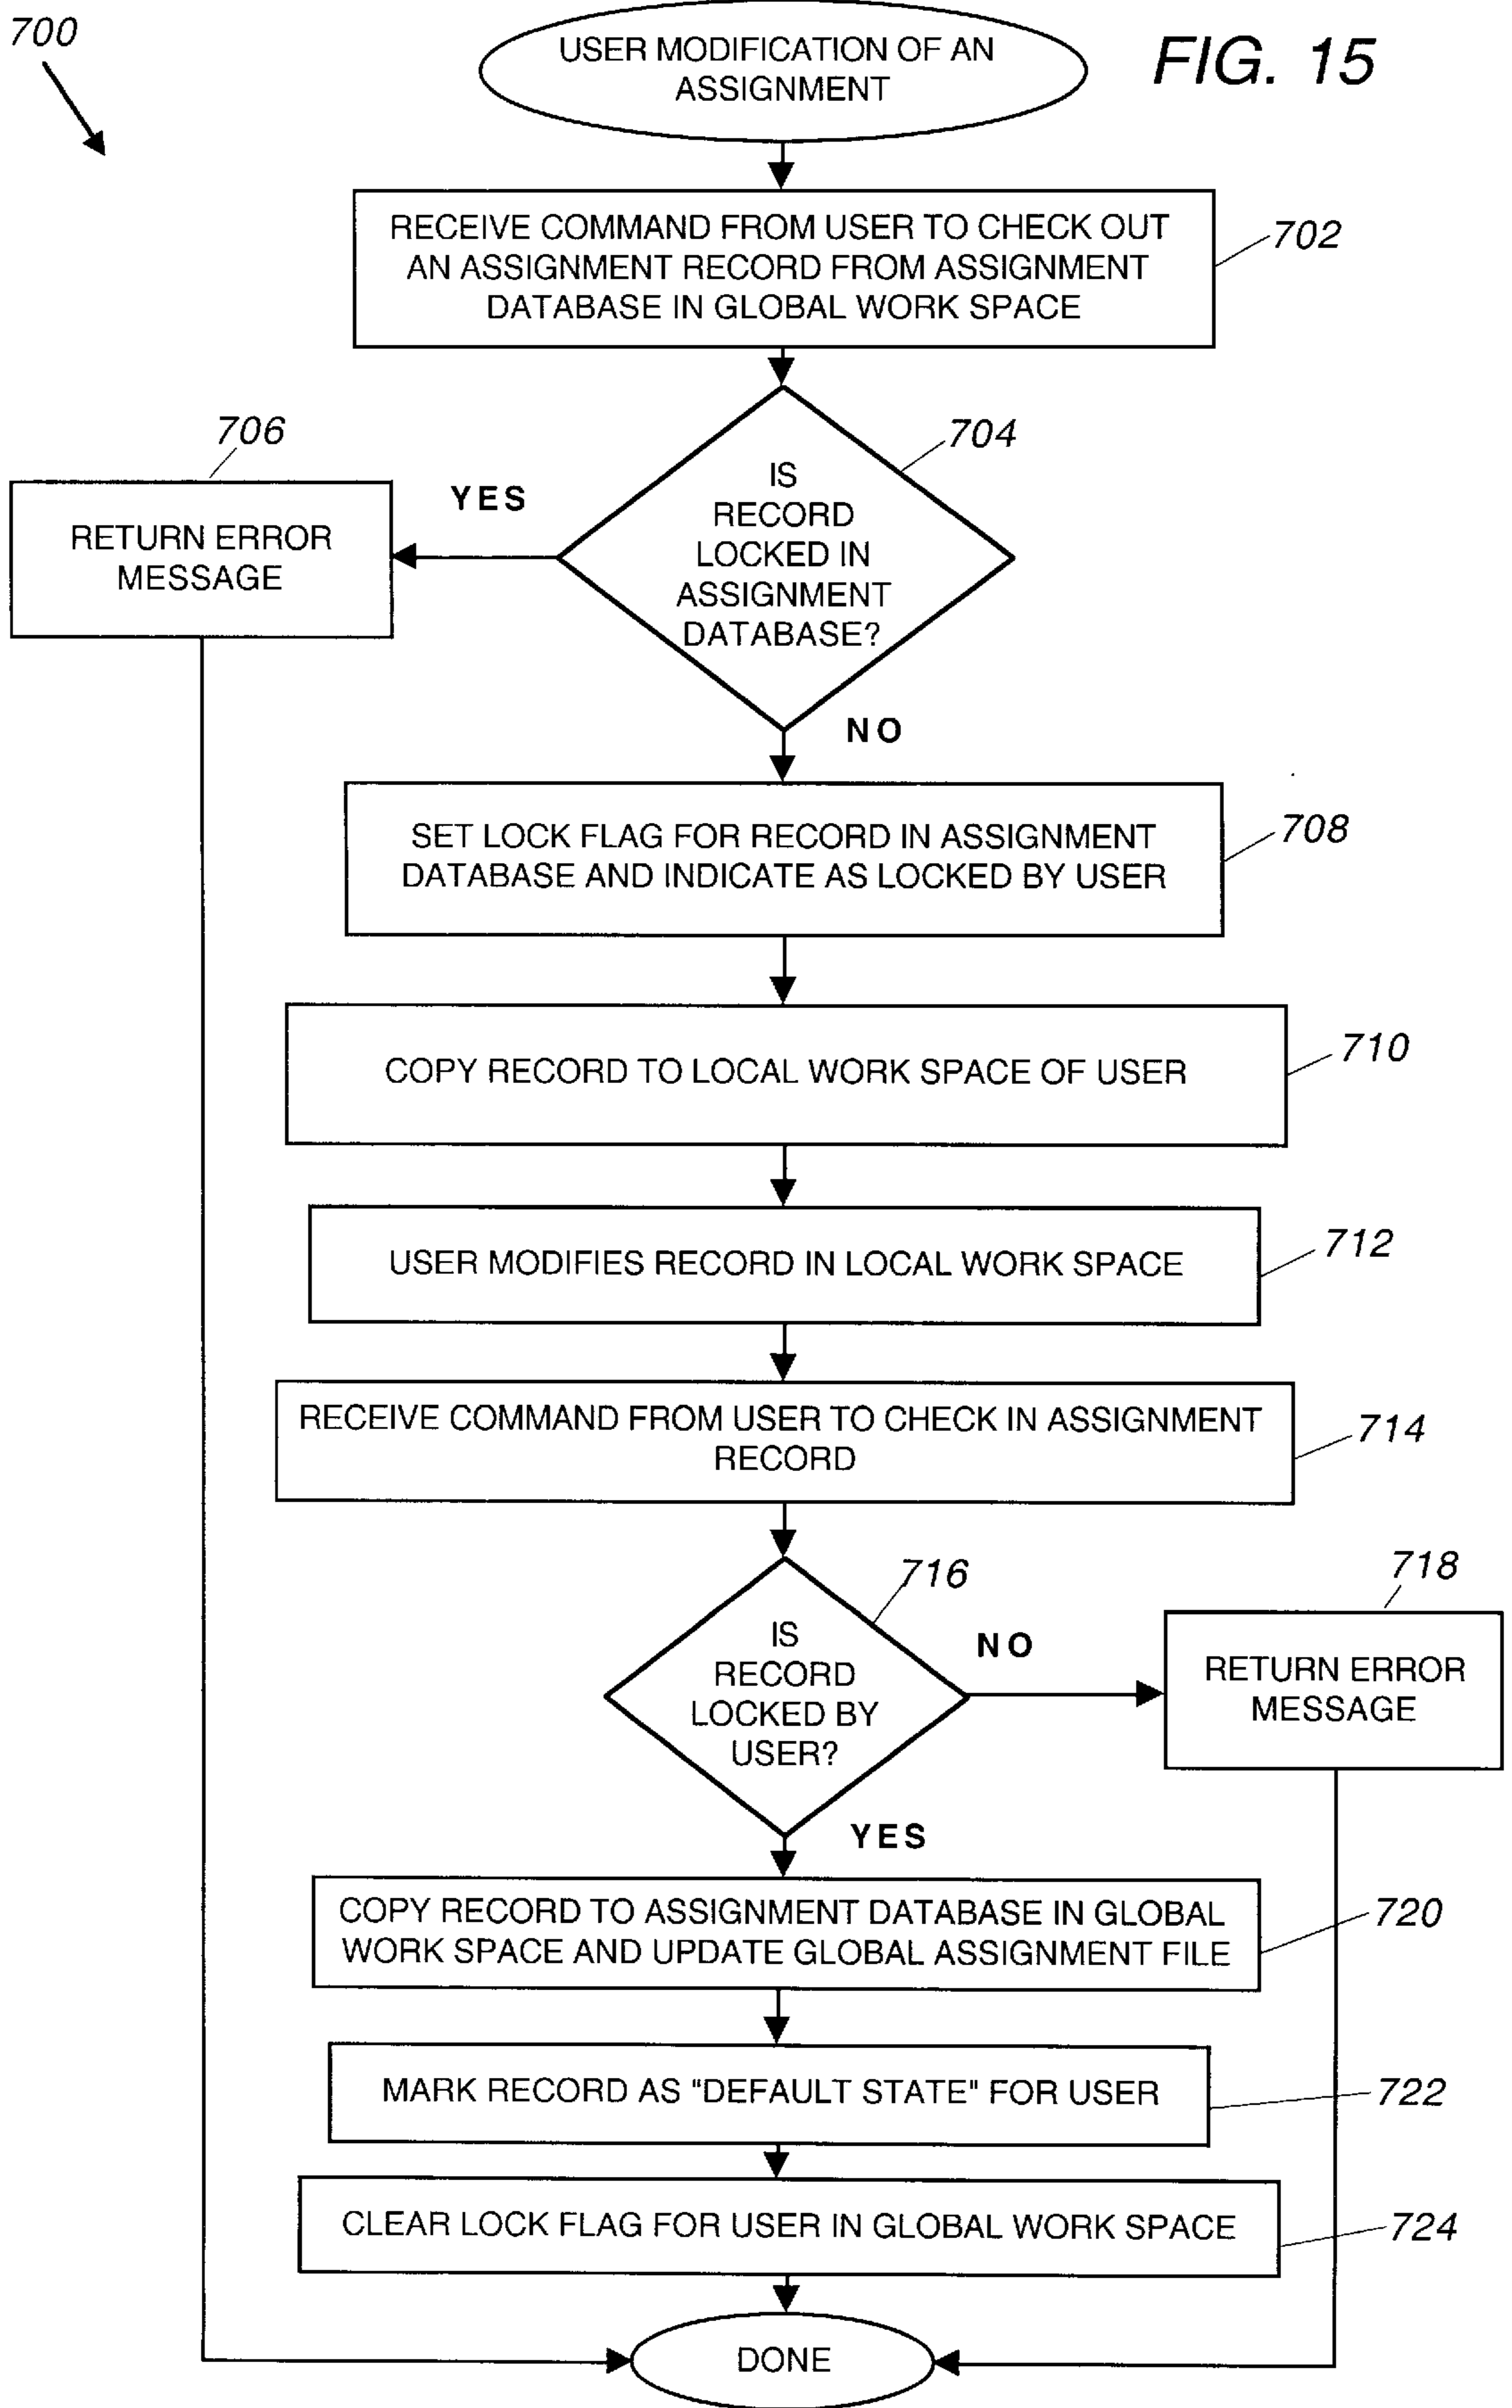 700
USER MODIFICATION OF AN
ASSIGNMENT
FIG. 15
RECEIVE COMMAND FROM USER TO CHECK OUT
AN ASSIGNMENT RECORD FROM ASSIGNMENT
DATABASE IN GLOBAL WORK SPACE
702
706
704
IS
RECORD
LOCKED IN
ASSIGNMENT
DATABASE?
YES
RETURN ERROR
MESSAGE
NO
SET LOCK FLAG FOR RECORD IN ASSIGNMENT
DATABASE AND INDICATE AS LOCKED BY USER
708
COPY RECORD TO LOCAL WORK SPACE OF USER
710
USER MODIFIES RECORD IN LOCAL WORK SPACE
712
RECEIVE COMMAND FROM USER TO CHECK IN ASSIGNMENT
RECORD
714
716
718
IS
RECORD
LOCKED BY
USER?
NO
RETURN ERROR
MESSAGE
YES
COPY RECORD TO ASSIGNMENT DATABASE IN GLOBAL
WORK SPACE AND UPDATE GLOBAL ASSIGNMENT FILE
720
MARK RECORD AS "DEFAULT STATE" FOR USER
722
CLEAR LOCK FLAG FOR USER IN GLOBAL WORK SPACE
724
DONE